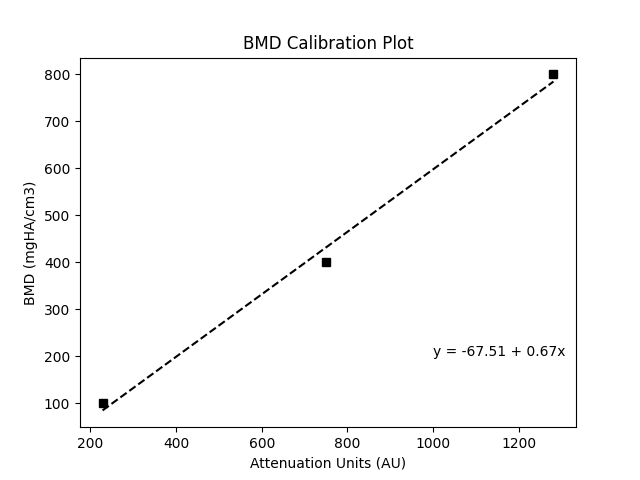 BMD Calibration Plot
800
700
600
500
400
300
200
100
BMD (mgHA/cm3)
y = -67.51 + 0.67x
200 400 600 800 1000 1200
Attenuation Units (AU)